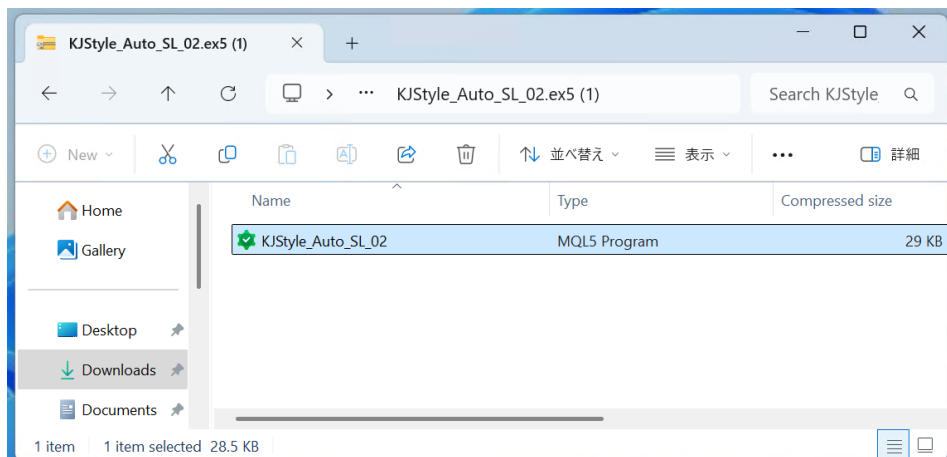 KJStyle_Auto_SL_02.ex5 (1)
KJStyle_Auto_SL_02.ex5 (1)
Search KJStyle
New
並べ替え
表示
詳細
Name Type Compressed size
Home
KJStyle_Auto_SL_02 MQL5 Program 29 KB
Gallery
Desktop
Downloads
Documents
1 item 1 item selected 28.5 KB